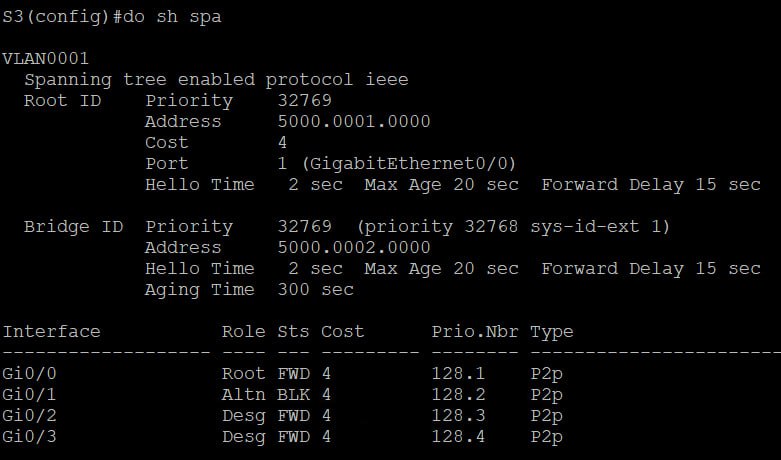 S3(config)#do sh spa
VLAN0001
  Spanning tree enabled protocol ieee
  Root ID    Priority    32769
             Address     5000.0001.0000
             Cost        4
             Port        1 (GigabitEthernet0/0)
             Hello Time   2 sec  Max Age 20 sec  Forward Delay 15 sec
  Bridge ID  Priority    32769  (priority 32768 sys-id-ext 1)
             Address     5000.0002.0000
             Hello Time   2 sec  Max Age 20 sec  Forward Delay 15 sec
             Aging Time  300 sec
Interface           Role Sts Cost      Prio.Nbr Type
------------------- ---- --- --------- -------- -----------------------
Gi0/0               Root FWD 4         128.1    P2p
Gi0/1               Altn BLK 4         128.2    P2p
Gi0/2               Desg FWD 4         128.3    P2p
Gi0/3               Desg FWD 4         128.4    P2p